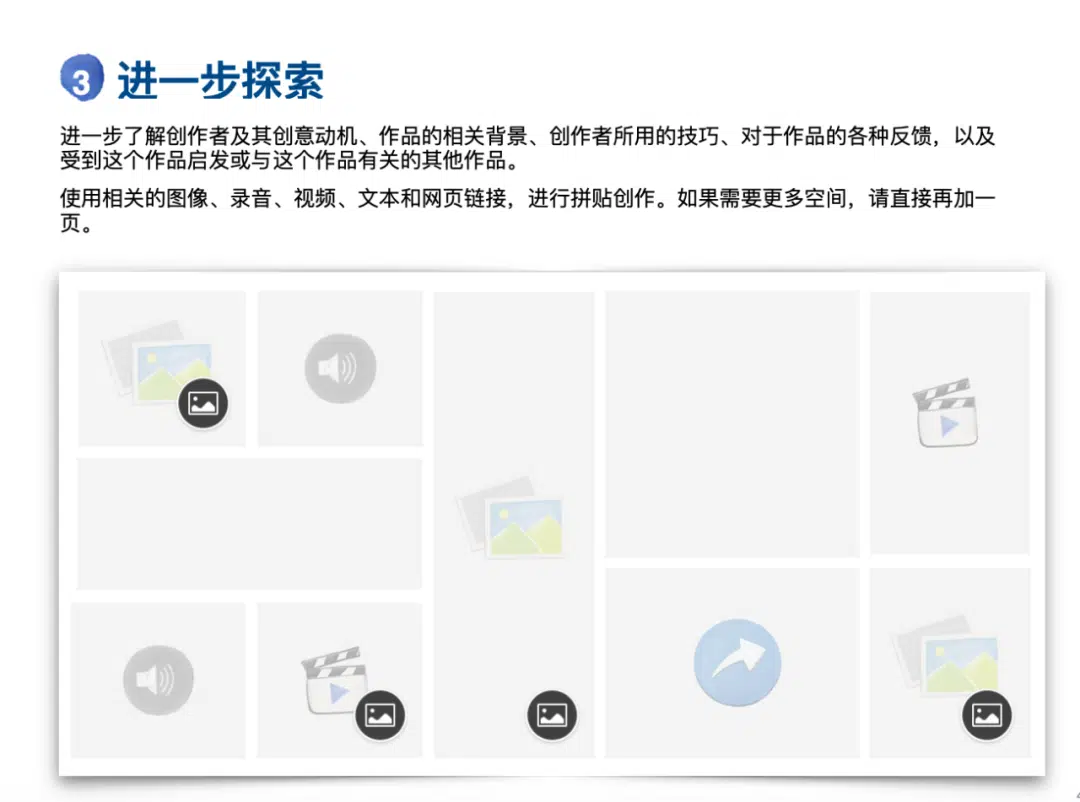 3 进一步探索
进一步了解创作者及其创意动机、作品的相关背景、创作者所用的技巧、对于作品的各种反馈，以及
受到这个作品启发或与这个作品有关的其他作品。
使用相关的图像、录音、视频、文本和网页链接，进行拼贴创作。如果需要更多空间，请直接再加一
页。